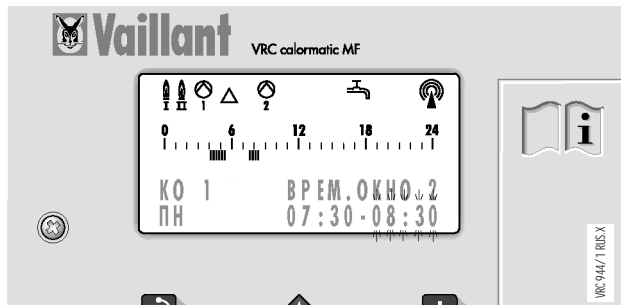 Vaillant
VRC calormatic MF
I II 1 2
0 6 12 18 24
КО 1 ВРЕМ.ОКНО 2
ПН 07:30-08:30
i
VRC 944/1 RUS.X